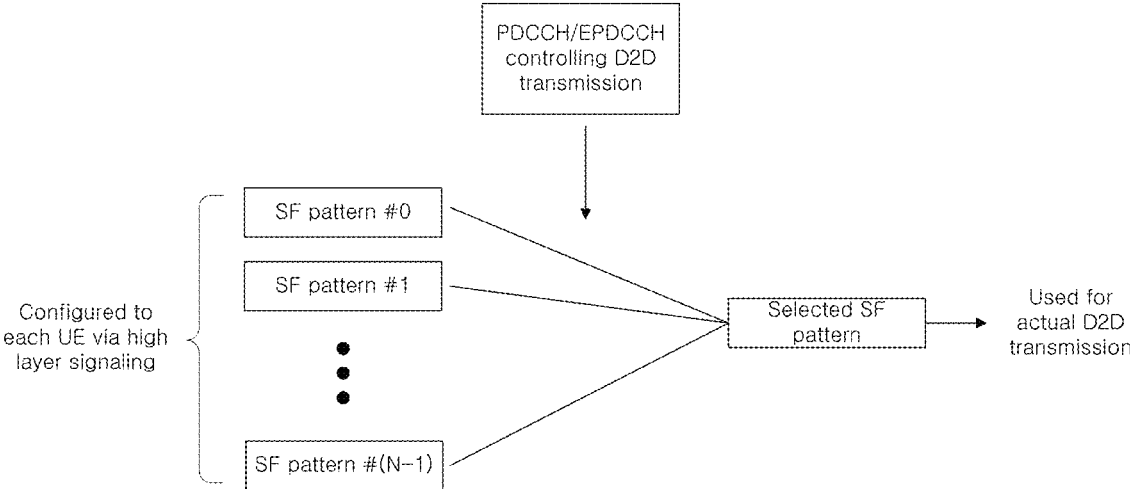 PDCCH/EPDCCH
controlling D2D
transmission
SF pattern #0
SF pattern #1
Configured to
each UE via high
layer signaling
SF pattern #(N-1)
Selected SF
pattern
Used for
actual D2D
transmission